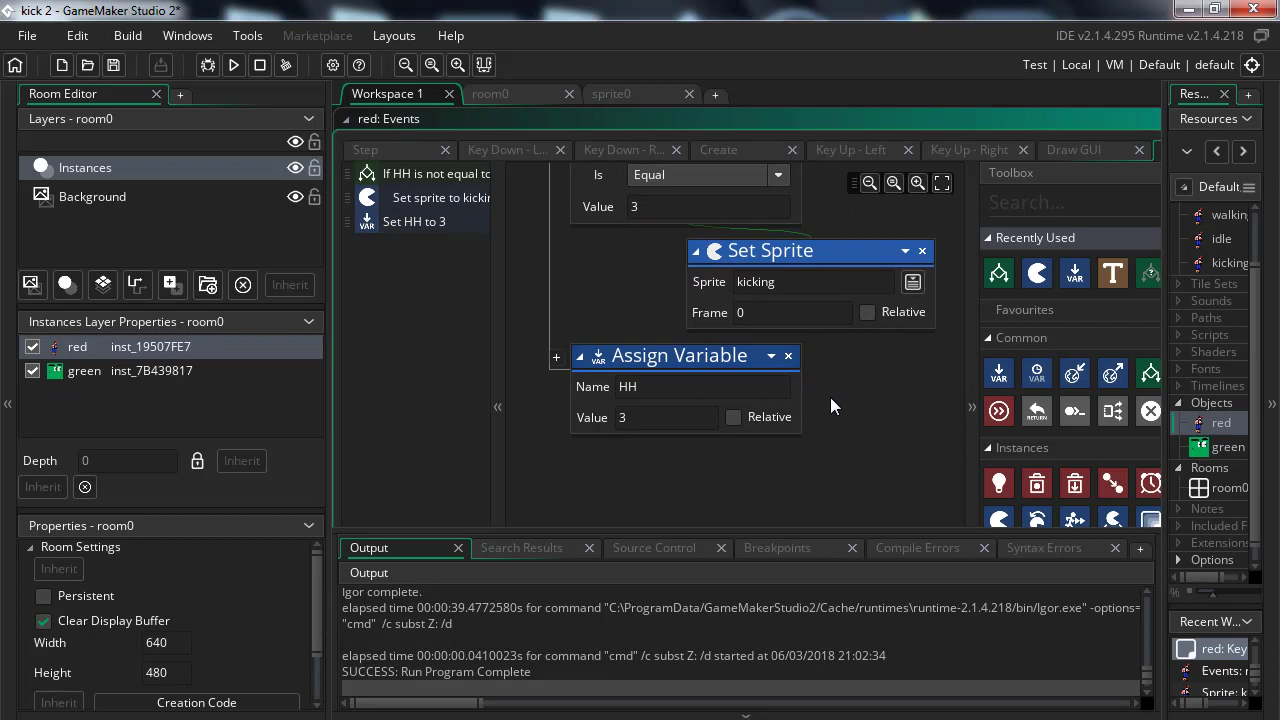 kick 2 - GameMaker Studio 2*
File Edit Build Windows Tools Marketplace Layouts Help
IDE v2.1.4.295 Runtime v2.1.4.218
Test | Local | VM | Default | default
Room Editor
Layers - room0
Instances
Background
Inherit
Instances Layer Properties - room0
red inst_19507FE7
green inst_7B439817
Depth 0 Inherit
Inherit
Properties - room0
Room Settings
Inherit
Persistent
Clear Display Buffer
Width 640
Height 480
Inherit Creation Code
Workspace 1 room0 sprite0
red: Events
Step Key Down - L... Key Down - R... Create Key Up - Left Key Up - Right Draw GUI
If HH is not equal to
Set sprite to kickin
Set HH to 3
Is Equal
Value 3
Set Sprite
Sprite kicking
Frame 0 Relative
Assign Variable
Name HH
Value 3 Relative
Toolbox
Search...
Recently Used
Favourites
Common
Instances
Output Search Results Source Control Breakpoints Compile Errors Syntax Errors
Output
Igor complete.
elapsed time 00:00:39.4772580s for command "C:\ProgramData/GameMakerStudio2/Cache/runtimes\runtime-2.1.4.218/bin/Igor.exe" -options=
"cmd" /c subst Z: /d
elapsed time 00:00:00.0410023s for command "cmd" /c subst Z: /d started at 06/03/2018 21:02:34
SUCCESS: Run Program Complete
Res...
Resources
Default
walking
idle
kicking
Tile Sets
Sounds
Paths
Scripts
Shaders
Fonts
Timelines
Objects
red
green
Rooms
room0
Notes
Included F
Extensions
Options
%
Recent W...
red: Key
Events: r
Sprite: k